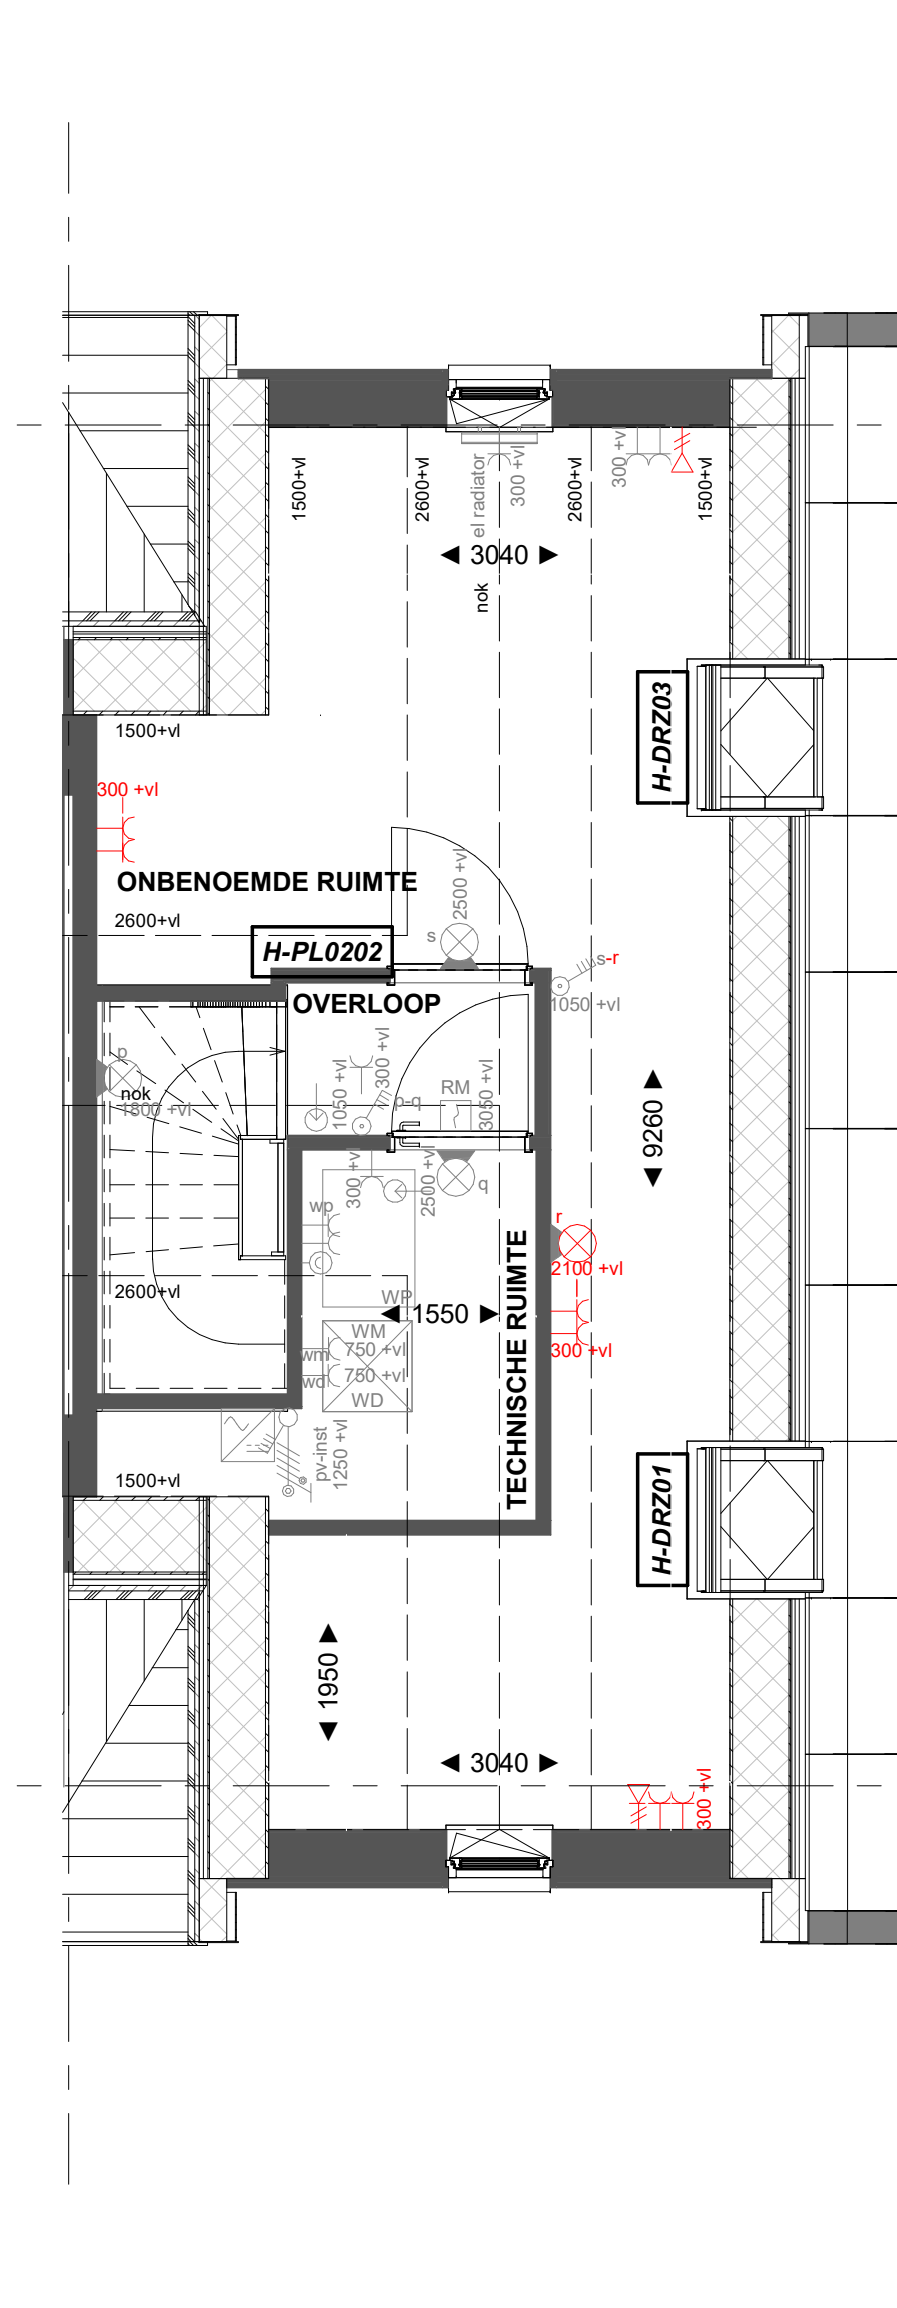 300 +vl
1500+vl
2600+vl
el radiator
300 +vl
2600+vl
1500+vl
3040
nok
H-DRZ03
1500+vl
300 +vl
ONBENOEMDE RUIMTE
2500 +vl
s
2600+vl
H-PL0202
s-r
1050 +vl
OVERLOOP
p
nok
1800 +vl
1050 +vl
300 +vl
p-q
RM
3050 +vl
9260
300 +vl
2500 +vl
q
wp
r
2100 +vl
2600+vl
WP
1550
TECHNISCHE RUIMTE
300 +vl
WM
wm
750 +vl
750 +vl
wd
WD
pv-inst
1250 +vl
1500+vl
H-DRZ01
1950
3040
300 +vl